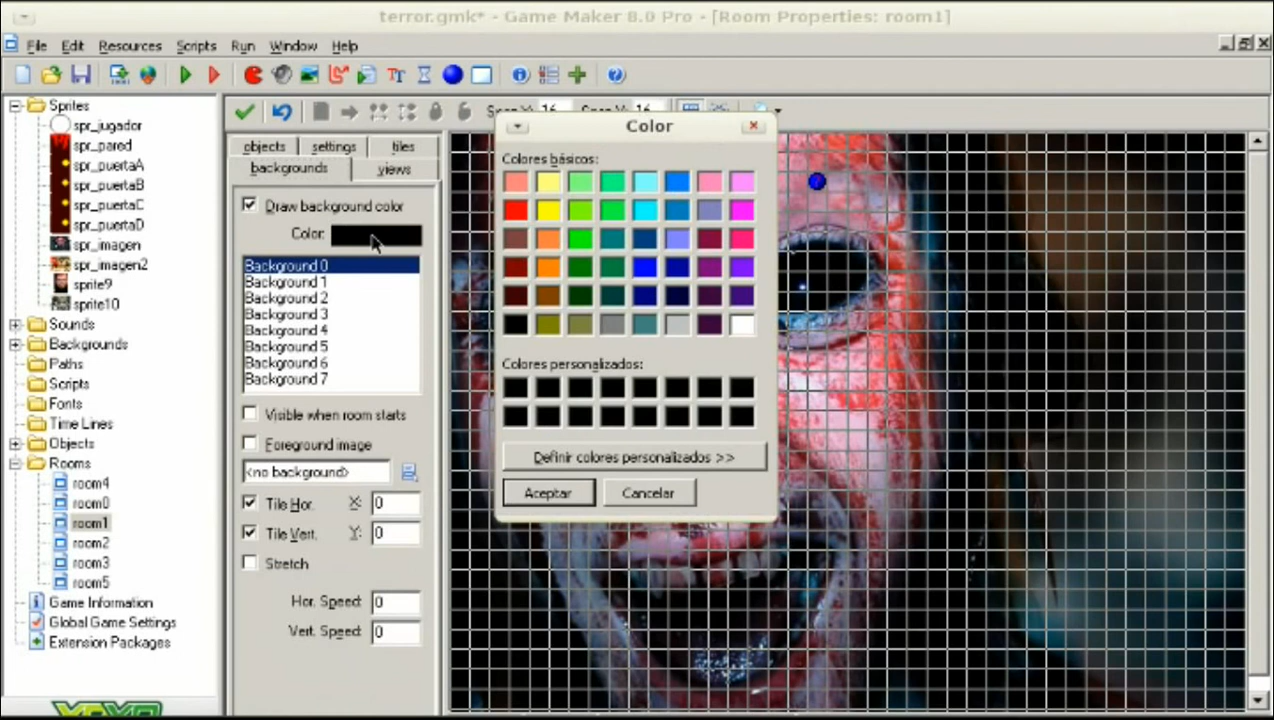 terror.gmk* - Game Maker 8.0 Pro - [Room Properties: room1]
File Edit Resources Scripts Run Window Help
Sprites
spr_jugador
spr_pared
spr_puertaA
spr_puertaB
spr_puertaC
spr_puertaD
spr_imagen
spr_imagen2
sprite9
sprite10
Sounds
Backgrounds
Paths
Scripts
Fonts
Time Lines
Objects
Rooms
room4
room0
room1
room2
room3
room5
Game Information
Global Game Settings
Extension Packages
objects settings tiles
backgrounds views
Draw background color
Color:
Background 0
Background 1
Background 2
Background 3
Background 4
Background 5
Background 6
Background 7
Visible when room starts
Foreground image
<no background>
Tile Hor. X: 0
Tile Vert. Y: 0
Stretch
Hor. Speed: 0
Vert. Speed: 0
Color
Colores básicos:
Colores personalizados:
Definir colores personalizados >>
Aceptar Cancelar